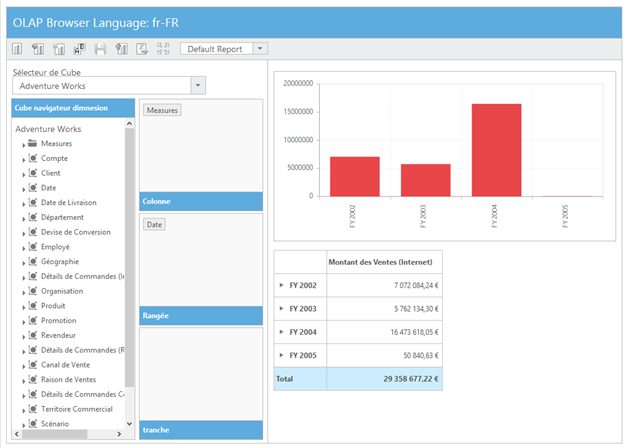 OLAP Browser Language: fr-FR
Default Report
Sélecteur de Cube
Adventure Works
Cube navigateur dimnesion
Adventure Works
Measures
Compte
Client
Date
Date de Livraison
Département
Devise de Conversion
Employé
Géographie
Détails de Commandes (In
Organisation
Produit
Promotion
Revendeur
Détails de Commandes (R
Canal de Vente
Raison de Ventes
Détails de Commandes Co
Territoire Commercial
Scénario
Measures
Colonne
Date
Rangée
tranche
20000000
15000000
10000000
5000000
0
FY 2002
FY 2003
FY 2004
FY 2005
Montant des Ventes (Internet)
FY 2002 7 072 084,24 €
FY 2003 5 762 134,30 €
FY 2004 16 473 618,05 €
FY 2005 50 840,63 €
Total 29 358 677,22 €